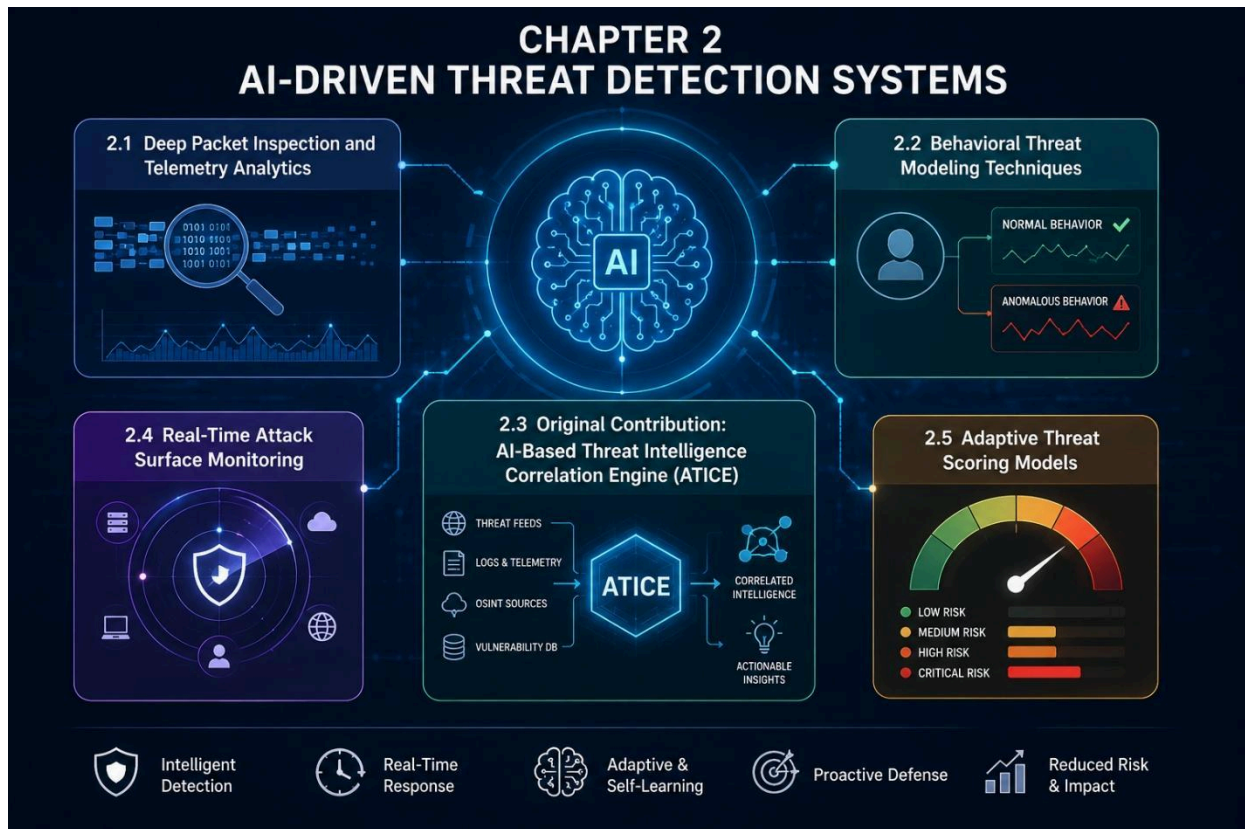 CHAPTER 2
AI-DRIVEN THREAT DETECTION SYSTEMS
2.1 Deep Packet Inspection and
Telemetry Analytics
0101 0101
1010 1001
1001 0101
AI
2.2 Behavioral Threat
Modeling Techniques
NORMAL BEHAVIOR
ANOMALOUS BEHAVIOR
2.4 Real-Time Attack
Surface Monitoring
2.3 Original Contribution:
AI-Based Threat Intelligence
Correlation Engine (ATICE)
THREAT FEEDS
LOGS & TELEMETRY
OSINT SOURCES
VULNERABILITY DB
ATICE
CORRELATED
INTELLIGENCE
ACTIONABLE
INSIGHTS
2.5 Adaptive Threat
Scoring Models
LOW RISK
MEDIUM RISK
HIGH RISK
CRITICAL RISK
Intelligent
Detection
Real-Time
Response
Adaptive &
Self-Learning
Proactive Defense
Reduced Risk
& Impact